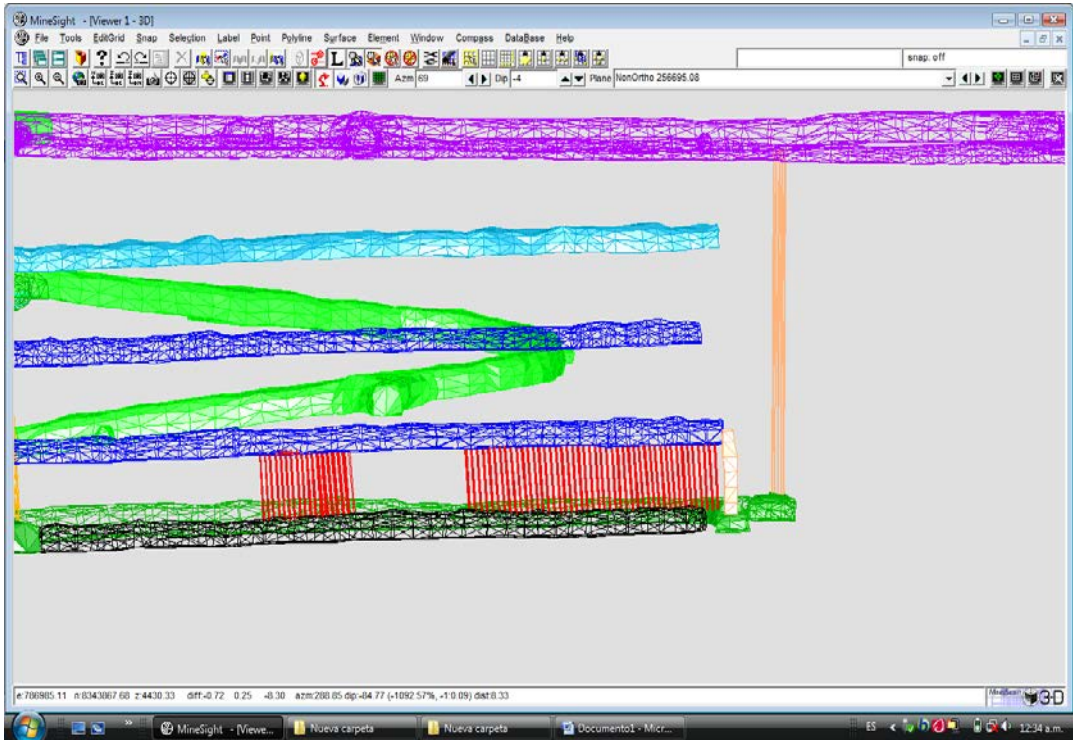 MineSight - [Viewer 1 - 3D]
File Tools EditGrid Snap Selection Label Point Polyline Surface Element Window Compass DataBase Help
snap: off
Azm 69 Dip -4 Plane NonOrtho 256695.08
e:786985.11 n:8343867.68 z:4430.33 diff:-0.72 0.25 -8.30 azm:288.85 dip:-84.77 (-1092.57%, -1:0.09) dist:8.33
3-D
MineSight - [Viewe... Nueva carpeta Nueva carpeta Documento1 - Micr... ES 12:34 a.m.